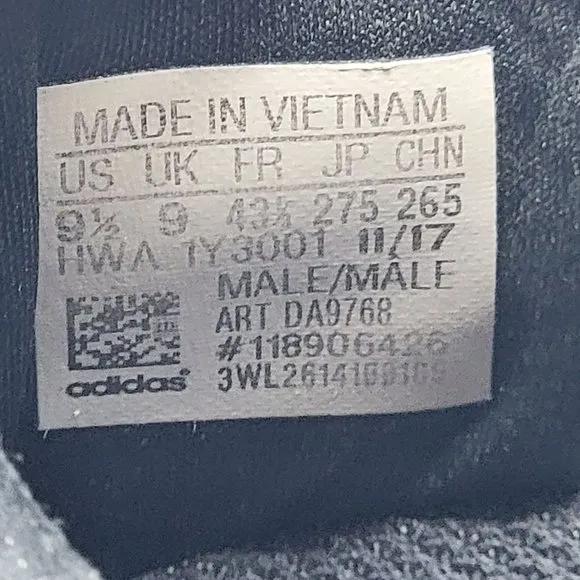 MADE IN VIETNAM
US UK FR JP CHN
9½ 9 43⅓ 275 265
HWA 1Y3001 11/17
MALE/MALE
ART DA9768
#118906426
adidas